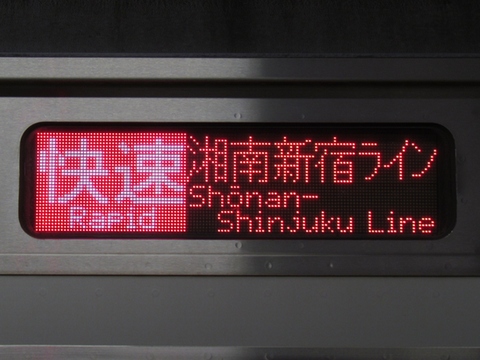 快速
Rapid
湘南新宿ライン
Shōnan-
Shinjuku Line